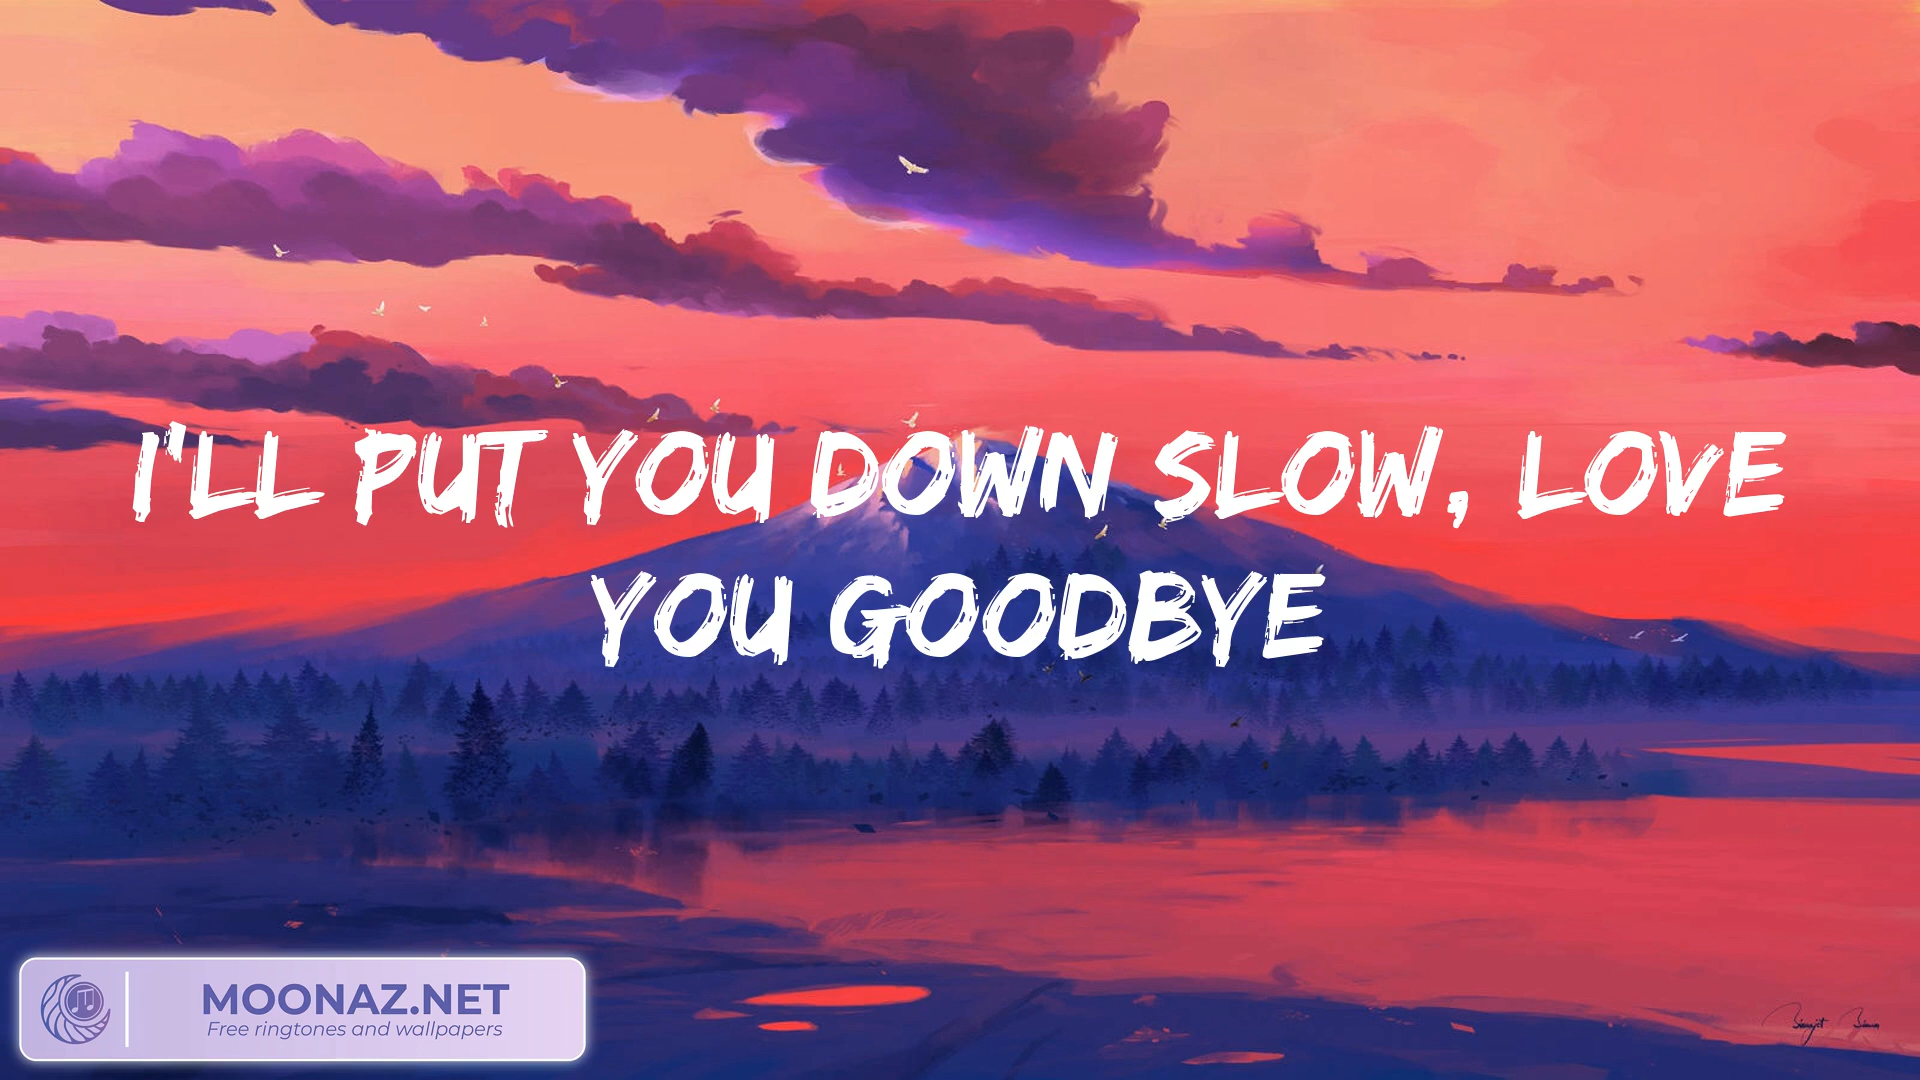 I'LL PUT YOU DOWN SLOW, LOVE
YOU GOODBYE
MOONAZ.NET
Free ringtones and wallpapers